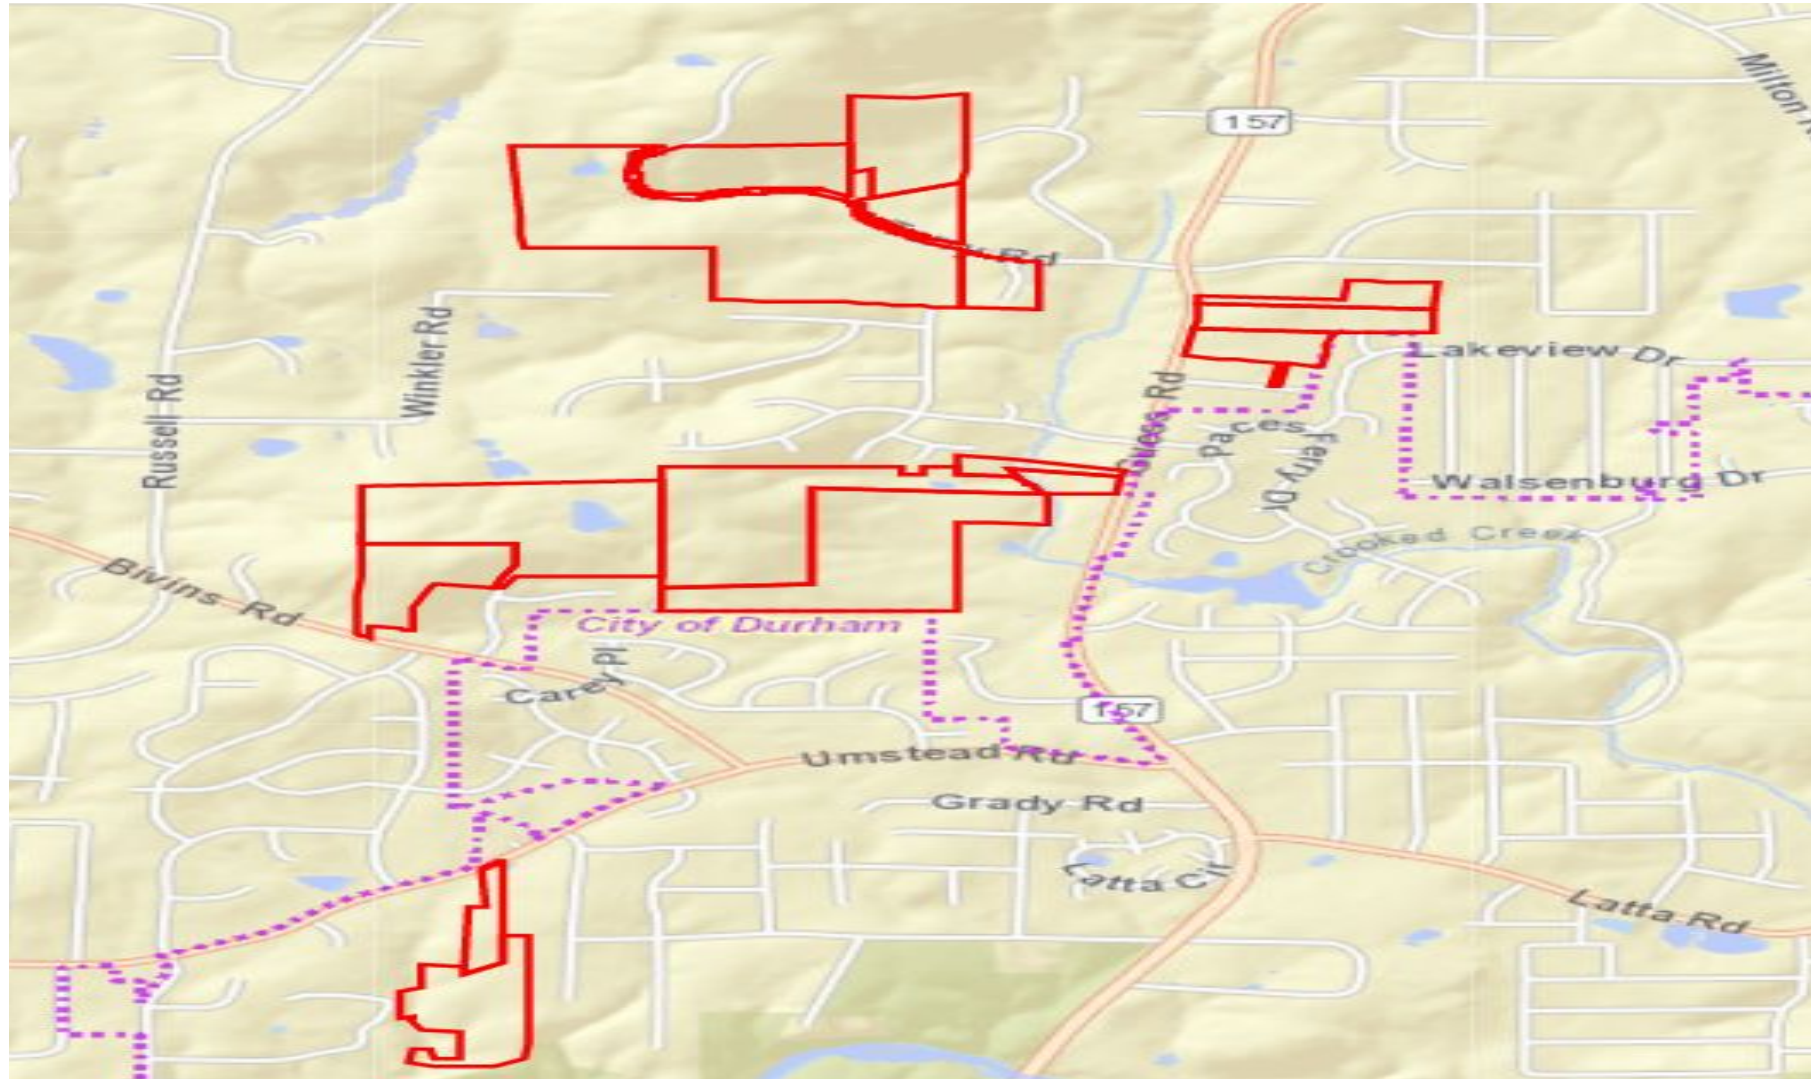 Milton
157
Rd
Lakeview Dr
Winkler Rd
Russell Rd
Guess Rd
Paces Ferry Dr
Walsenburg Dr
Crooked Creek
Bivins Rd
City of Durham
Carey Pl
157
Umstead Rd
Grady Rd
Latta Cir
Latta Rd